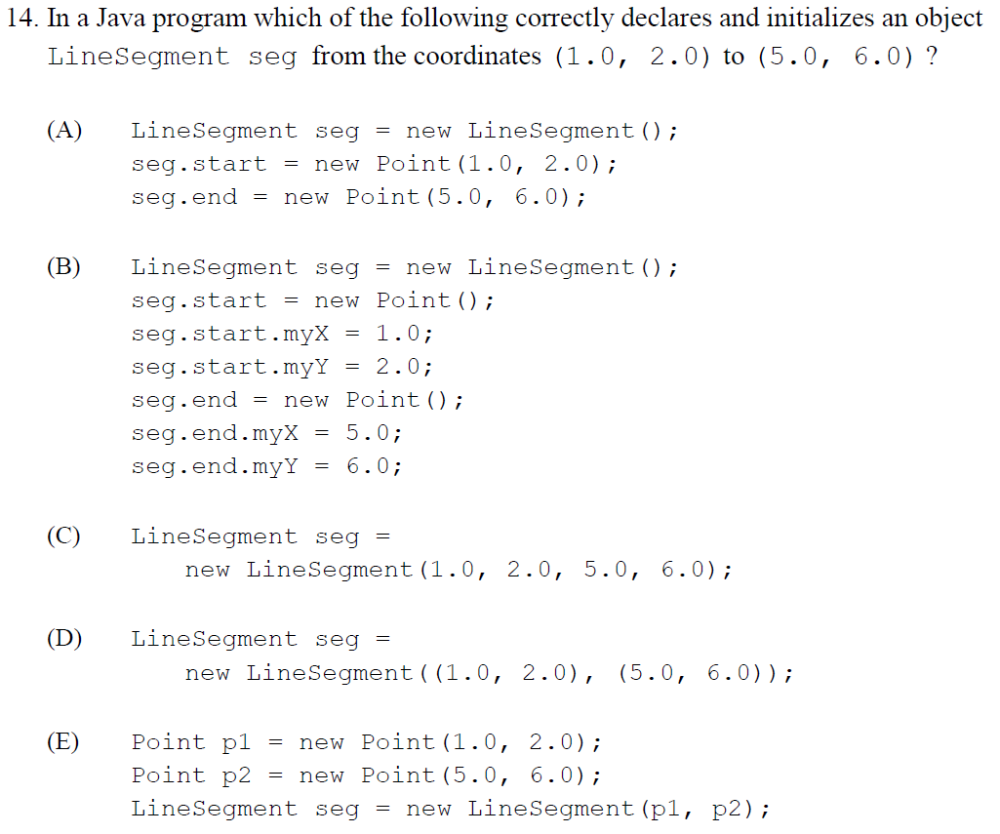 14. In a Java program which of the following correctly declares and initializes an object
LineSegment seg from the coordinates (1.0, 2.0) to (5.0, 6.0) ?
(A) LineSegment seg = new LineSegment();
seg.start = new Point(1.0, 2.0);
seg.end = new Point(5.0, 6.0);
(B) LineSegment seg = new LineSegment();
seg.start = new Point();
seg.start.myX = 1.0;
seg.start.myY = 2.0;
seg.end = new Point();
seg.end.myX = 5.0;
seg.end.myY = 6.0;
(C) LineSegment seg =
new LineSegment(1.0, 2.0, 5.0, 6.0);
(D) LineSegment seg =
new LineSegment((1.0, 2.0), (5.0, 6.0));
(E) Point p1 = new Point(1.0, 2.0);
Point p2 = new Point(5.0, 6.0);
LineSegment seg = new LineSegment(p1, p2);